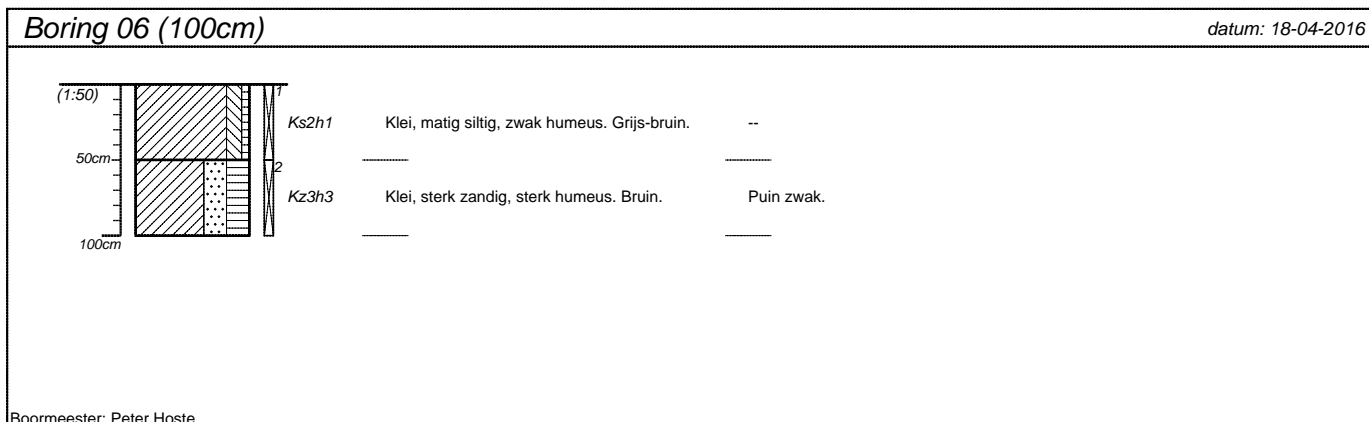 Boring 06 (100cm) datum: 18-04-2016
(1:50) 1
Ks2h1 Klei, matig siltig, zwak humeus. Grijs-bruin. --
50cm 2
Kz3h3 Klei, sterk zandig, sterk humeus. Bruin. Puin zwak.
100cm
Boormeester: Peter Hoste